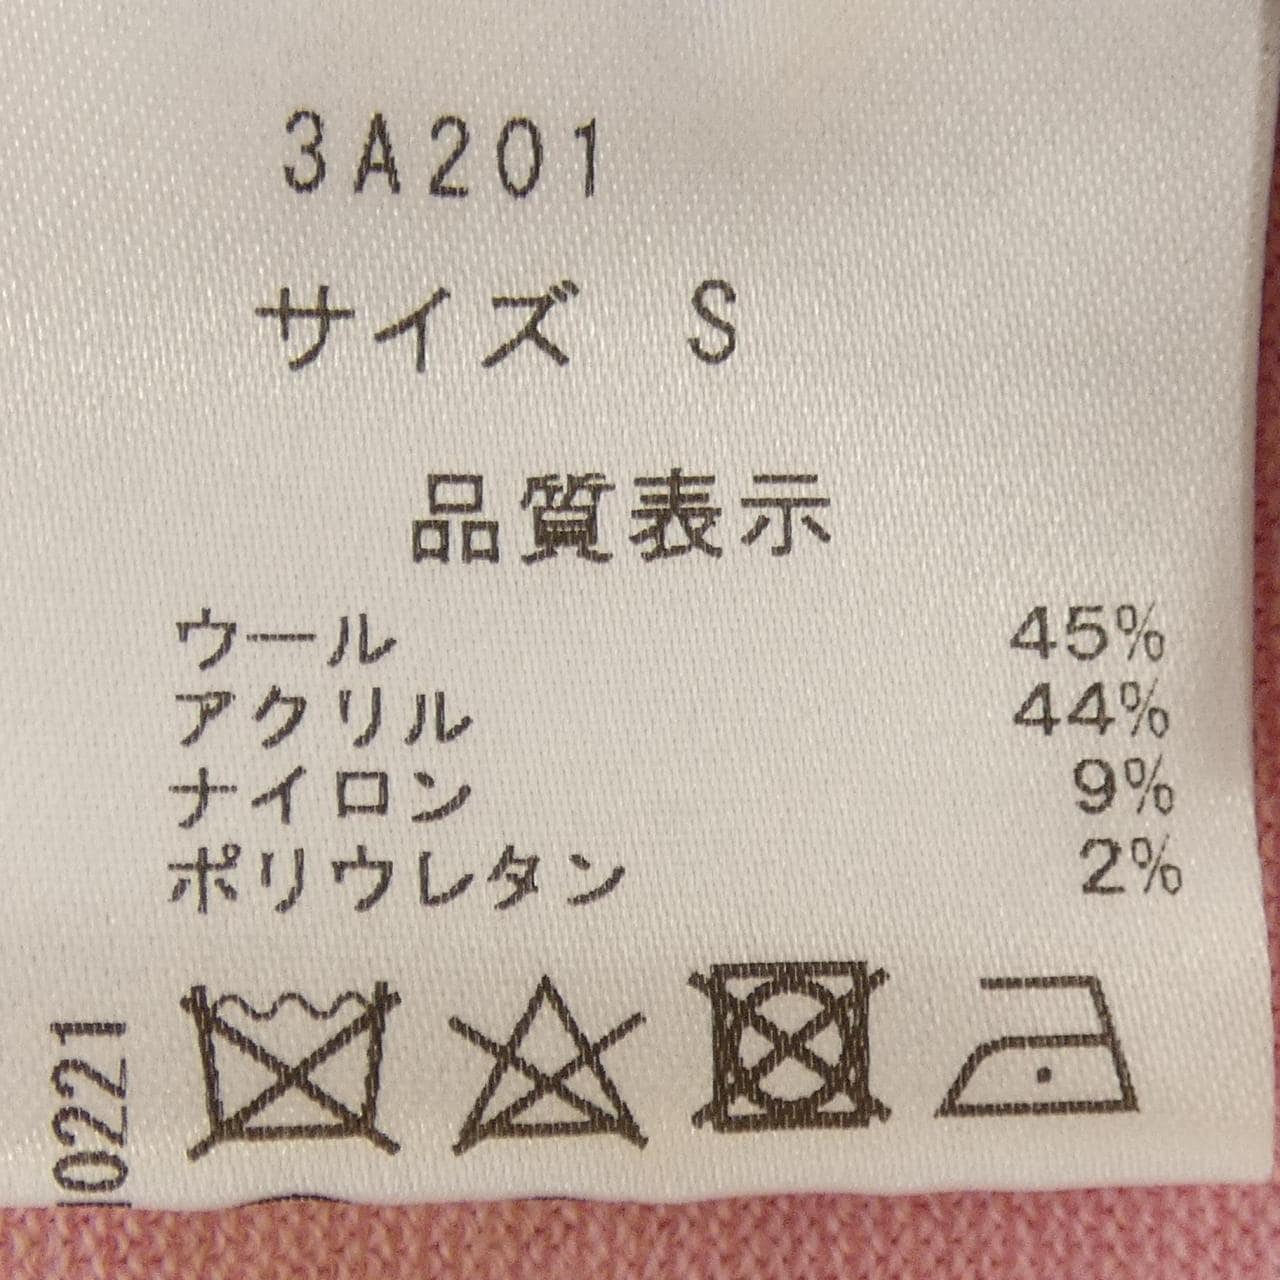 3A201
サイズ S
品質表示
ウール 45%
アクリル 44%
ナイロン 9%
ポリウレタン 2%
0221